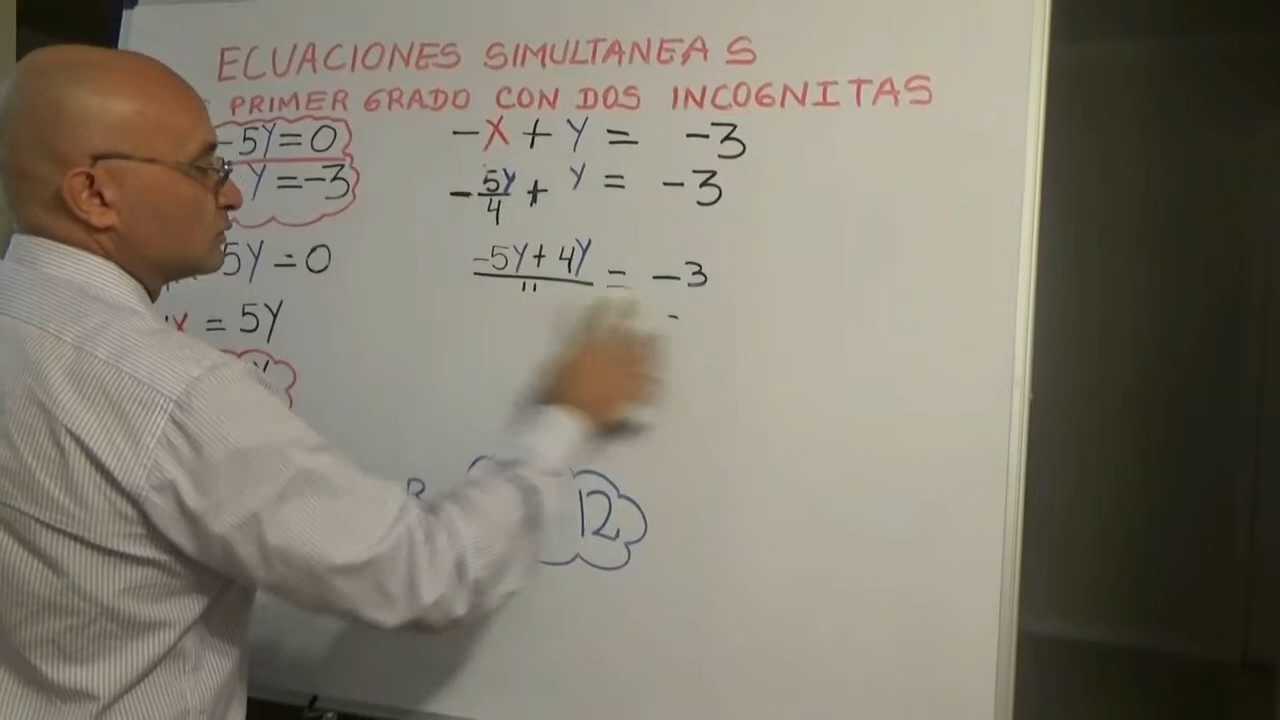 ECUACIONES SIMULTANEAS
PRIMER GRADO CON DOS INCOGNITAS
-5Y=0
Y=-3
5Y=0
X = 5Y
-X + Y = -3
-5Y/4 + Y = -3
-5Y+4Y = -3
12